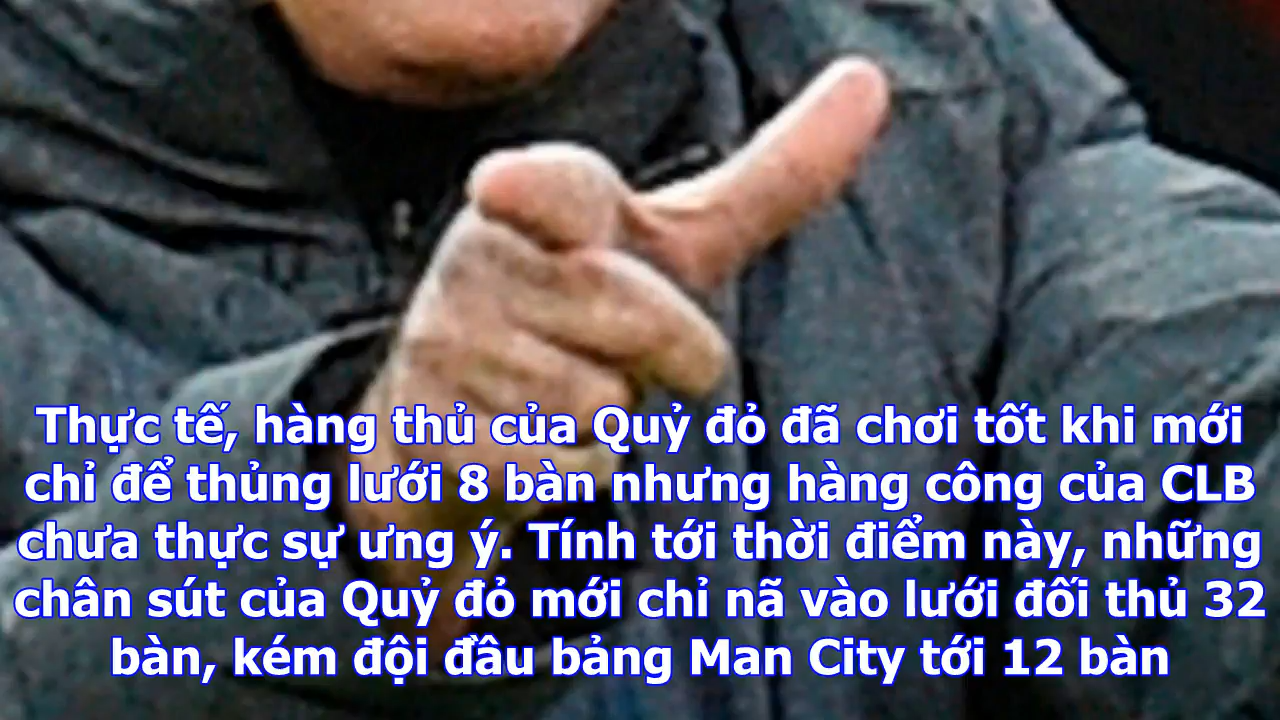 Thực tế, hàng thủ của Quỷ đỏ đã chơi tốt khi mới
chỉ để thủng lưới 8 bàn nhưng hàng công của CLB
chưa thực sự ưng ý. Tính tới thời điểm này, những
chân sút của Quỷ đỏ mới chỉ nã vào lưới đối thủ 32
bàn, kém đội đầu bảng Man City tới 12 bàn